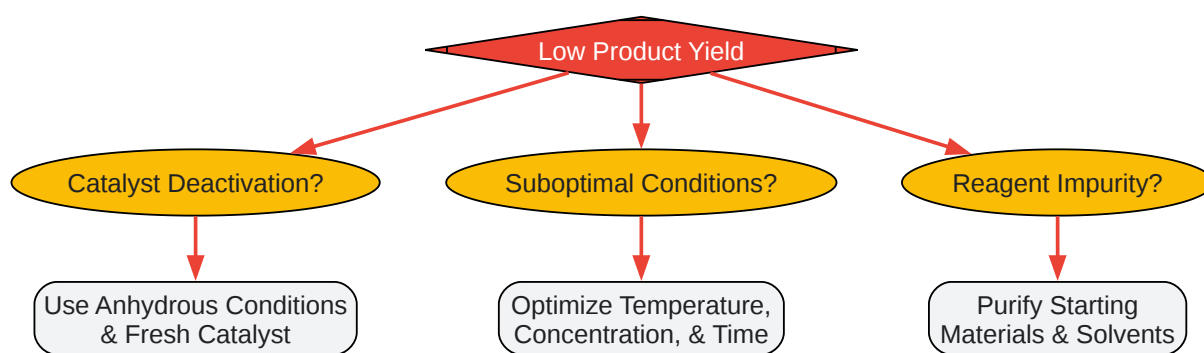 Low Product Yield
Catalyst Deactivation?
Suboptimal Conditions?
Reagent Impurity?
Use Anhydrous Conditions
& Fresh Catalyst
Optimize Temperature,
Concentration, & Time
Purify Starting
Materials & Solvents